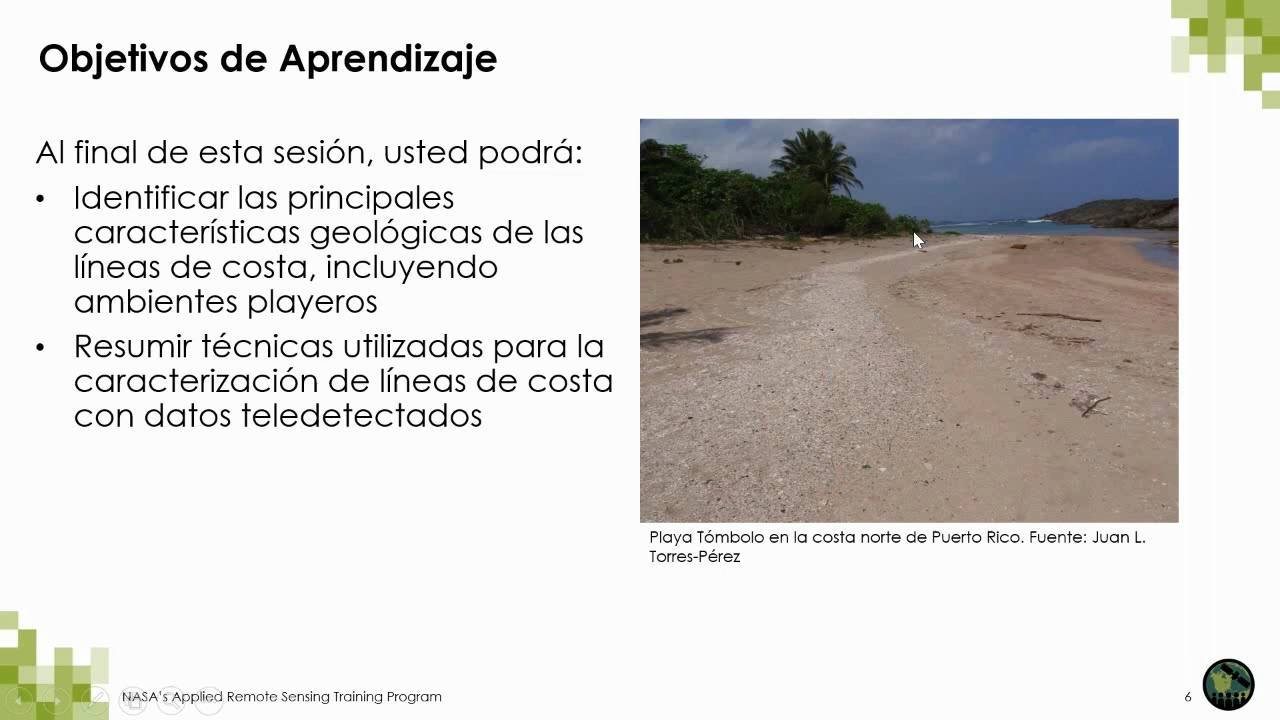 Objetivos de Aprendizaje
Al final de esta sesión, usted podrá:
• Identificar las principales
características geológicas de las
líneas de costa, incluyendo
ambientes playeros
• Resumir técnicas utilizadas para la
caracterización de líneas de costa
con datos teledetectados
Playa Tómbolo en la costa norte de Puerto Rico. Fuente: Juan L.
Torres-Pérez
NASA's Applied Remote Sensing Training Program
6